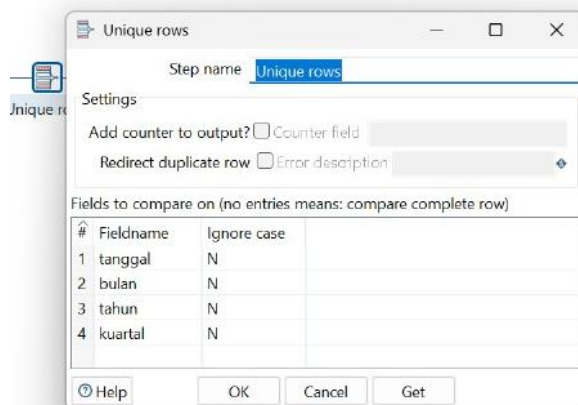 Unique rows
Step name Unique rows
Unique ro
Settings
Add counter to output? Counter field
Redirect duplicate row Error description
Fields to compare on (no entries means: compare complete row)
# Fieldname Ignore case
1 tanggal N
2 bulan N
3 tahun N
4 kuartal N
Help OK Cancel Get